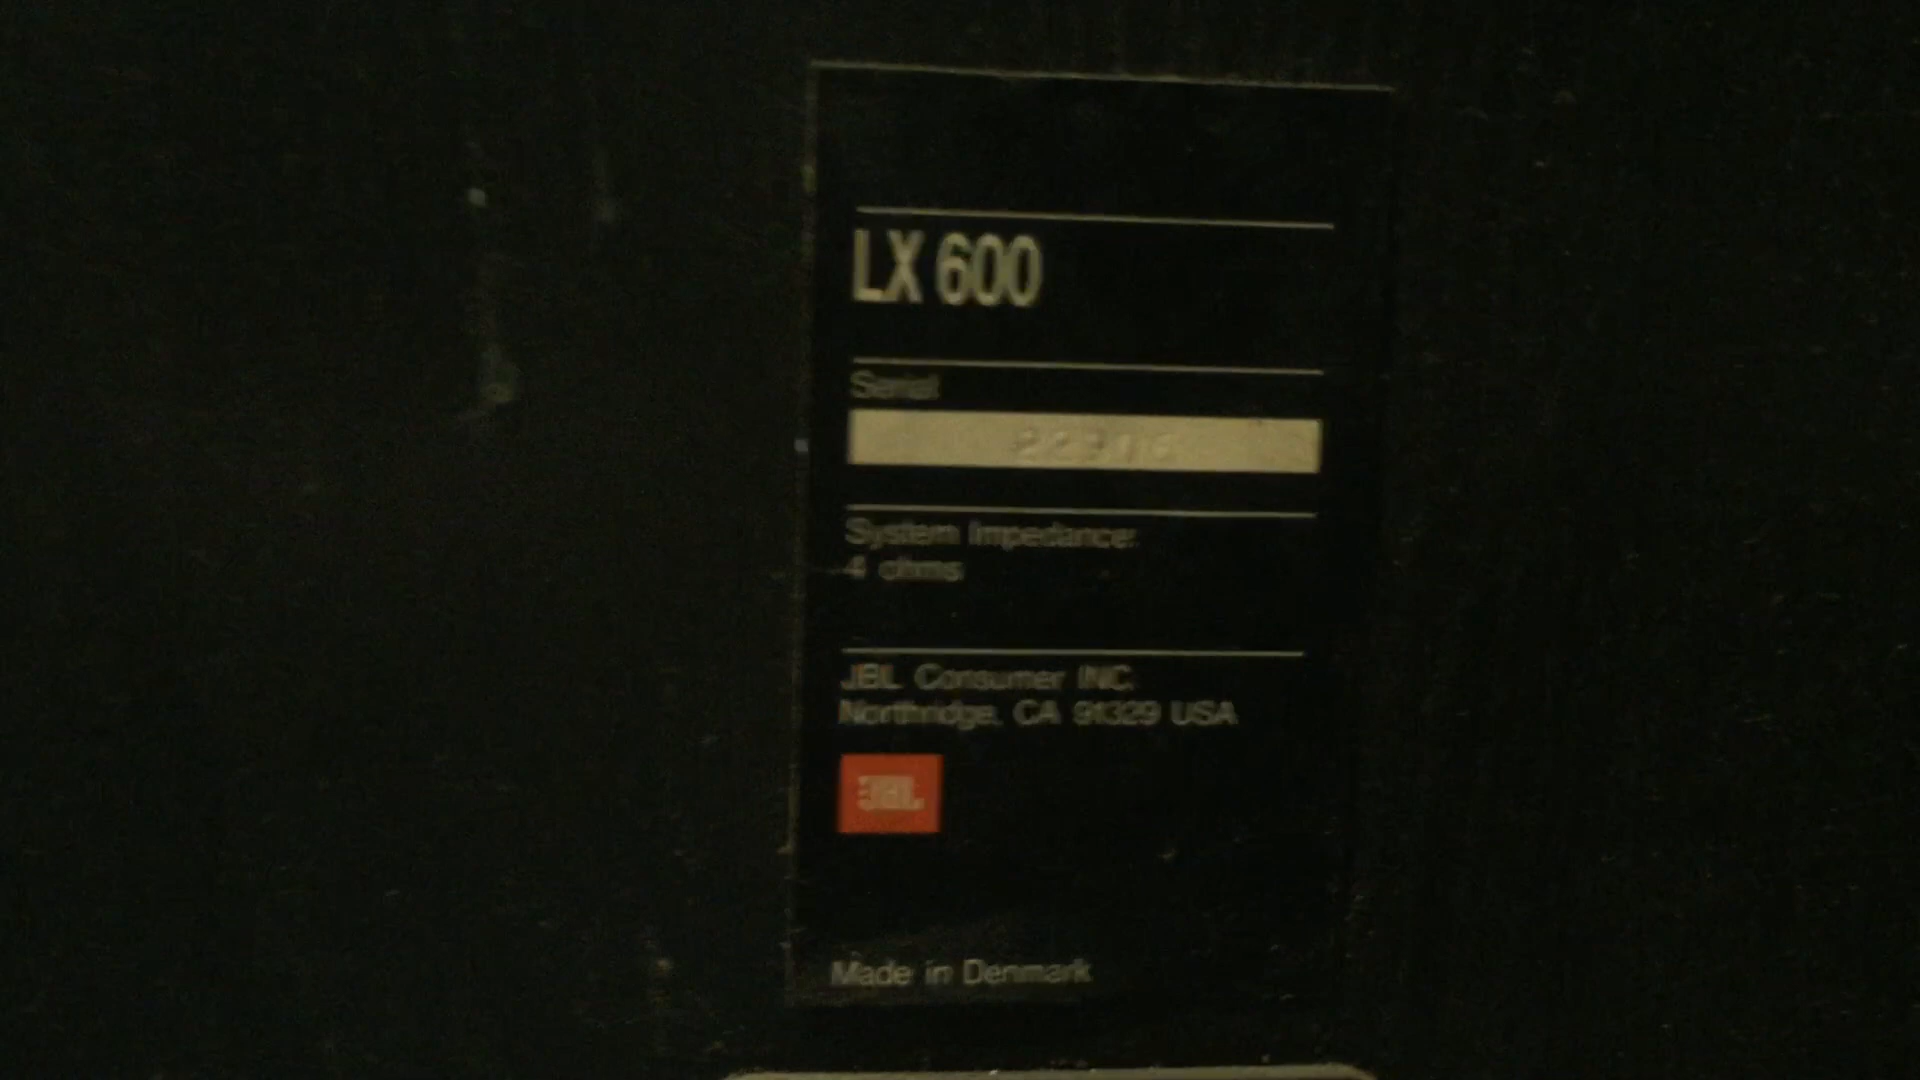 LX 600
Serial
System Impedance:
4 ohms
JBL Consumer INC.
Northridge, CA 91329 USA
JBL
Made in Denmark